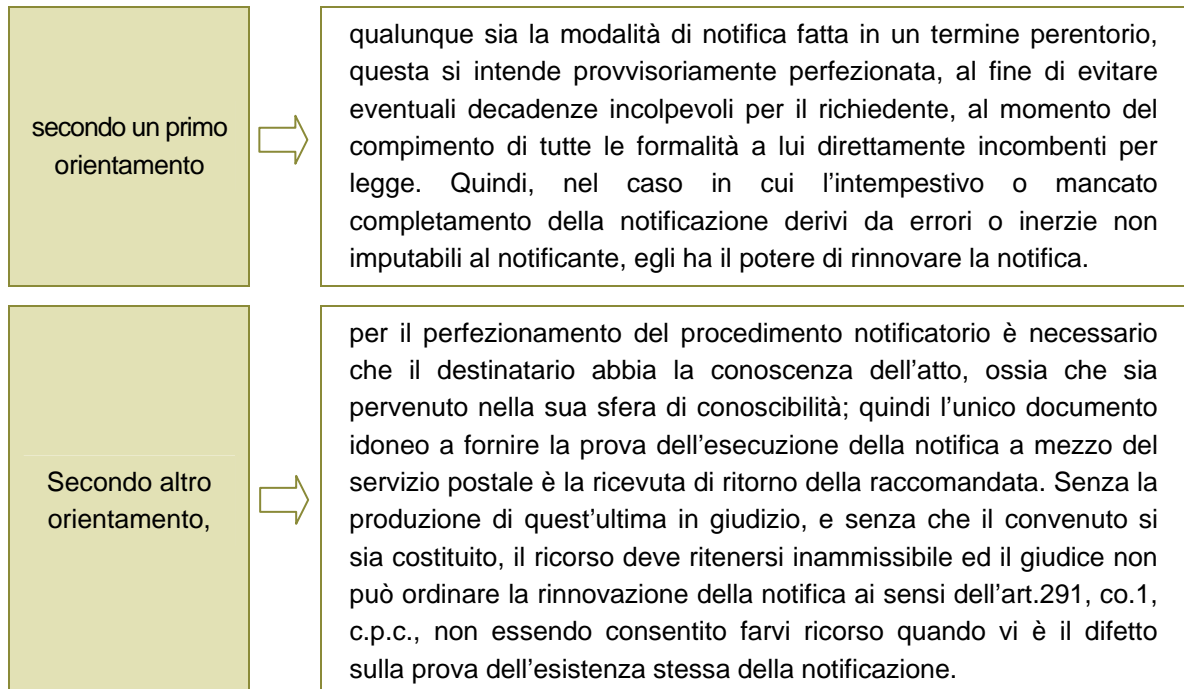 secondo un primo
orientamento
qualunque sia la modalità di notifica fatta in un termine perentorio,
questa si intende provvisoriamente perfezionata, al fine di evitare
eventuali decadenze incolpevoli per il richiedente, al momento del
compimento di tutte le formalità a lui direttamente incombenti per
legge. Quindi, nel caso in cui l’intempestivo o mancato
completamento della notificazione derivi da errori o inerzie non
imputabili al notificante, egli ha il potere di rinnovare la notifica.
Secondo altro
orientamento,
per il perfezionamento del procedimento notificatorio è necessario
che il destinatario abbia la conoscenza dell’atto, ossia che sia
pervenuto nella sua sfera di conoscibilità; quindi l’unico documento
idoneo a fornire la prova dell’esecuzione della notifica a mezzo del
servizio postale è la ricevuta di ritorno della raccomandata. Senza la
produzione di quest’ultima in giudizio, e senza che il convenuto si
sia costituito, il ricorso deve ritenersi inammissibile ed il giudice non
può ordinare la rinnovazione della notifica ai sensi dell’art.291, co.1,
c.p.c., non essendo consentito farvi ricorso quando vi è il difetto
sulla prova dell’esistenza stessa della notificazione.